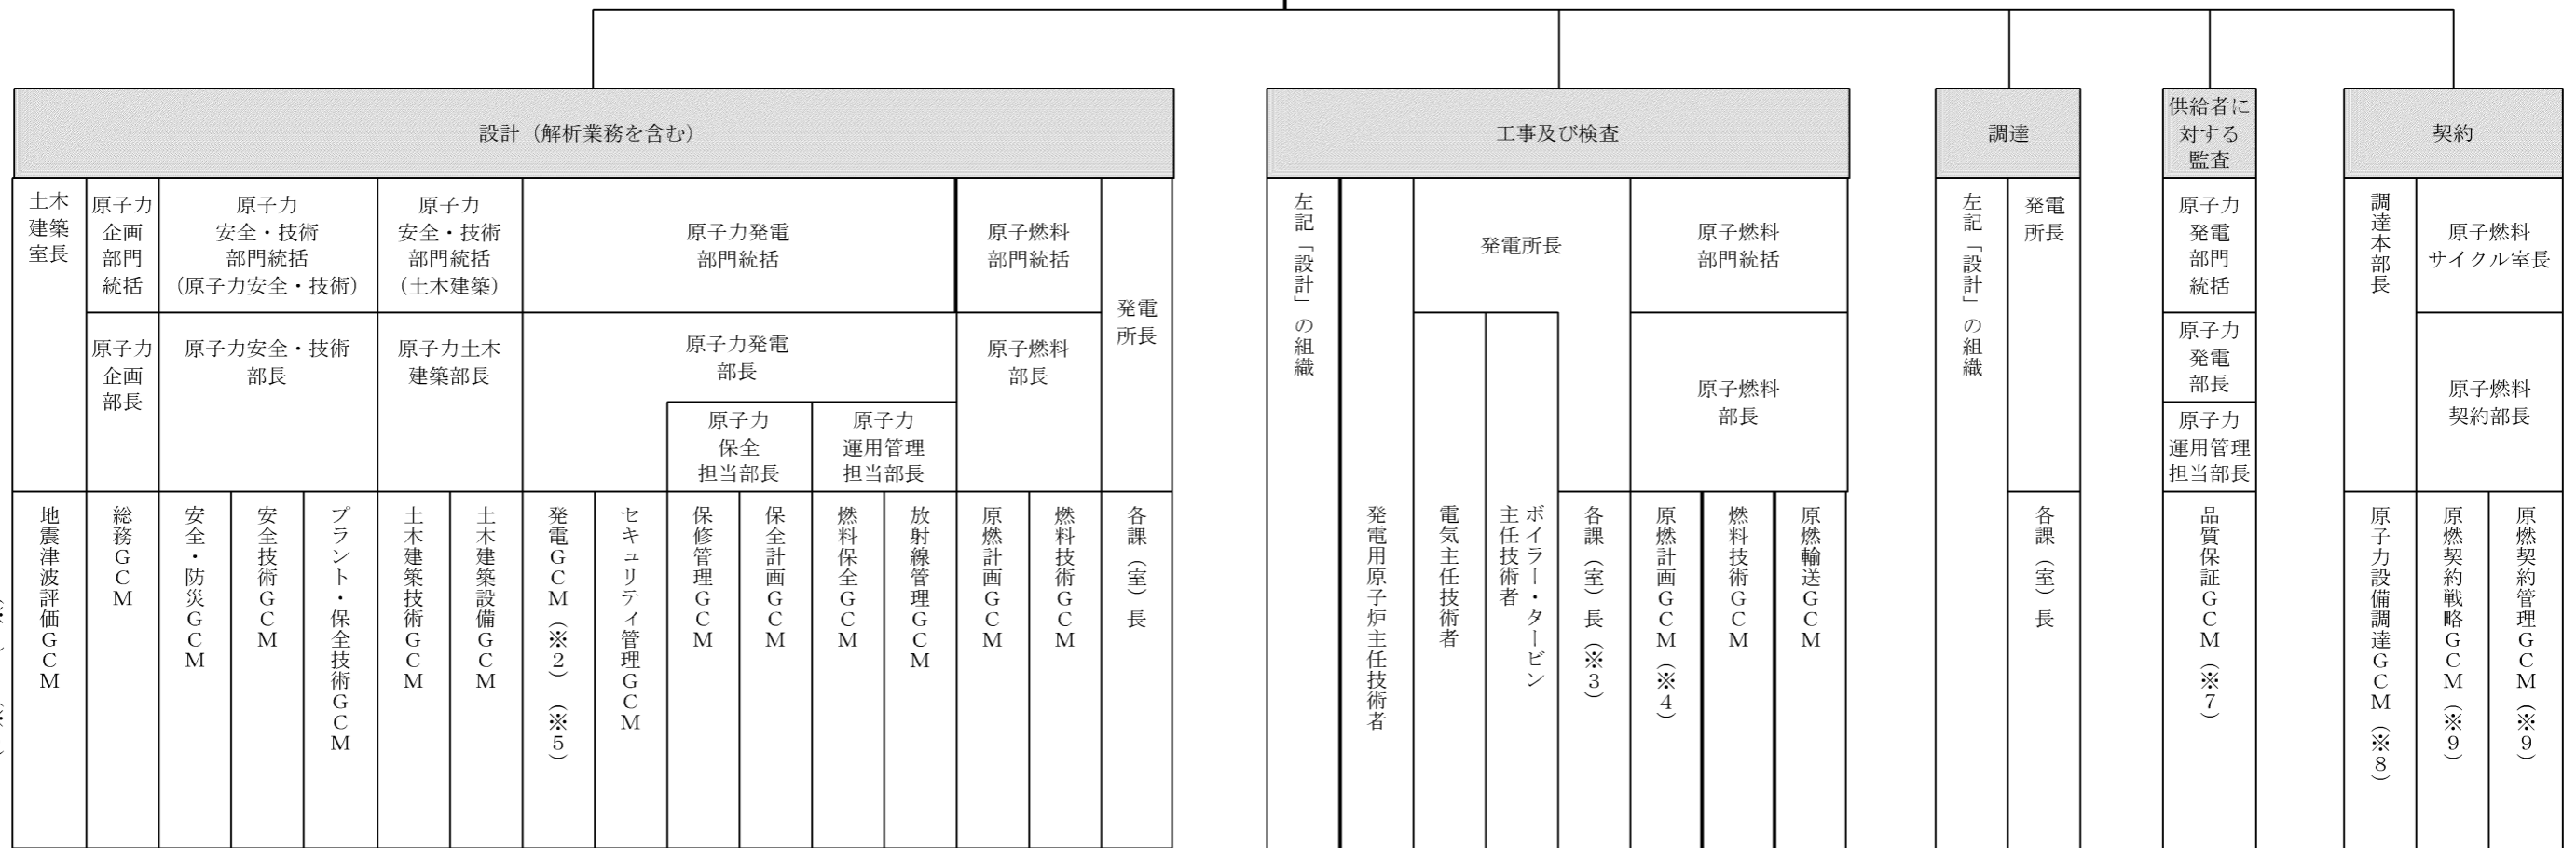 設計（解析業務を含む）
土木
建築
室長
原子力
企画
部門
統括
原子力
安全・技術
部門統括
（原子力安全・技術）
原子力
安全・技術
部門統括
（土木建築）
原子力発電
部門統括
原子燃料
部門統括
発電
所長
原子力
企画
部長
原子力安全・技術
部長
原子力土木
建築部長
原子力発電
部長
原子力
保全
担当部長
原子力
運用管理
担当部長
原子燃料
部長
地震津波評価ＧＣＭ
総務ＧＣＭ
安全・防災ＧＣＭ
安全技術ＧＣＭ
プラント・保全技術ＧＣＭ
土木建築技術ＧＣＭ
土木建築設備ＧＣＭ
発電ＧＣＭ（※２）（※５）
セキュリティ管理ＧＣＭ
保修管理ＧＣＭ
保全計画ＧＣＭ
燃料保全ＧＣＭ
放射線管理ＧＣＭ
原燃計画ＧＣＭ
燃料技術ＧＣＭ
各課（室）長
工事及び検査
左記「設計」の組織
発電用原子炉主任技術者
発電所長
電気主任技術者
ボイラー・タービン
主任技術者
各課（室）長（※３）
原子燃料
部門統括
原子燃料
部長
原燃計画ＧＣＭ（※４）
燃料技術ＧＣＭ
原燃輸送ＧＣＭ
調達
左記「設計」の組織
発電
所長
各課（室）長
供給者に
対する
監査
原子力
発電
部門
統括
原子力
発電
部長
原子力
運用管理
担当部長
品質保証ＧＣＭ（※７）
契約
調達本部長
原子力設備調達ＧＣＭ（※８）
原子燃料
サイクル室長
原子燃料
契約部長
原燃契約戦略ＧＣＭ（※９）
原燃契約管理ＧＣＭ（※９）